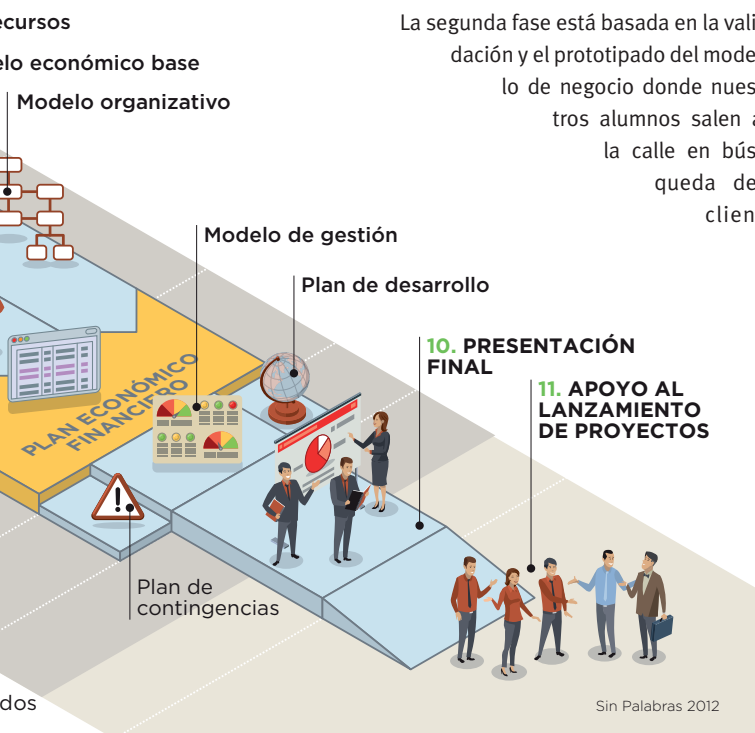 ecursos
elo económico base
Modelo organizativo
La segunda fase está basada en la vali
dación y el prototipado del mode
lo de negocio donde nues
tros alumnos salen a
la calle en bús
queda de
clien
Modelo de gestión
Plan de desarrollo
10. PRESENTACIÓN
FINAL
11. APOYO AL
LANZAMIENTO
DE PROYECTOS
PLAN ECONÓMICO
FINANCIERO
Plan de
contingencias
dos
Sin Palabras 2012